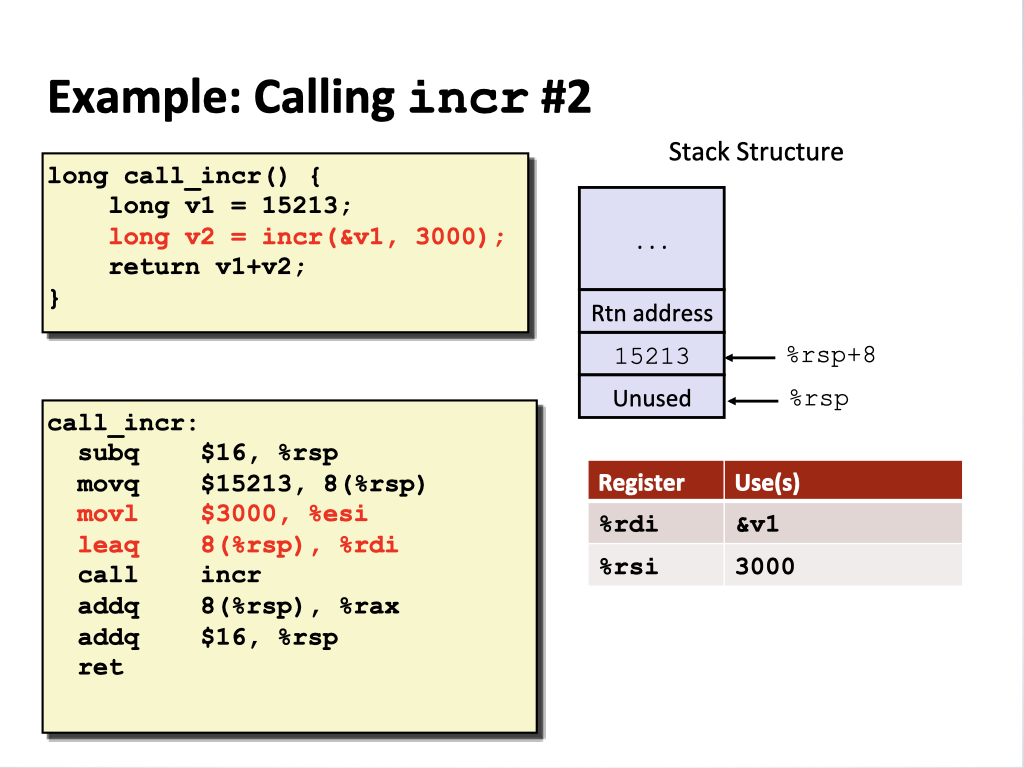 Example: Calling incr #2
long call_incr() {
    long v1 = 15213;
    long v2 = incr(&v1, 3000);
    return v1+v2;
}
call_incr:
  subq    $16, %rsp
  movq    $15213, 8(%rsp)
  movl    $3000, %esi
  leaq    8(%rsp), %rdi
  call    incr
  addq    8(%rsp), %rax
  addq    $16, %rsp
  ret
Stack Structure
...
Rtn address
15213 %rsp+8
Unused %rsp
Register Use(s)
%rdi &v1
%rsi 3000